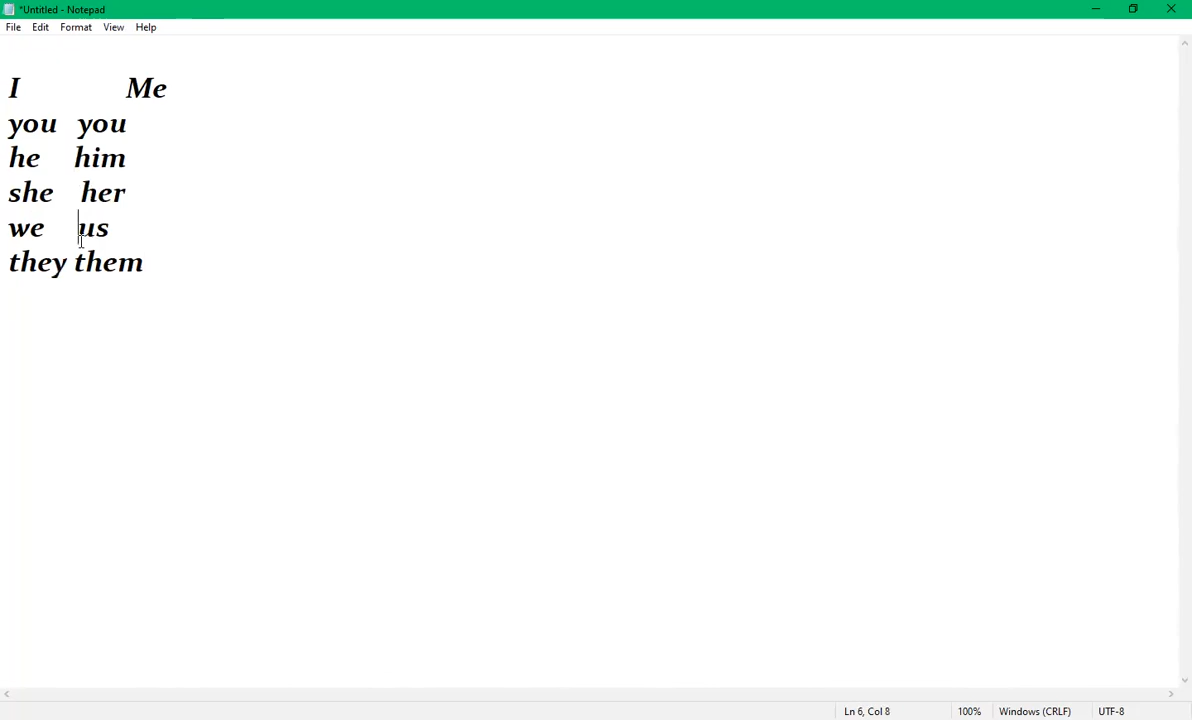 *Untitled - Notepad
File Edit Format View Help
I Me
you you
he him
she her
we us
they them
Ln 6, Col 8 100% Windows (CRLF) UTF-8